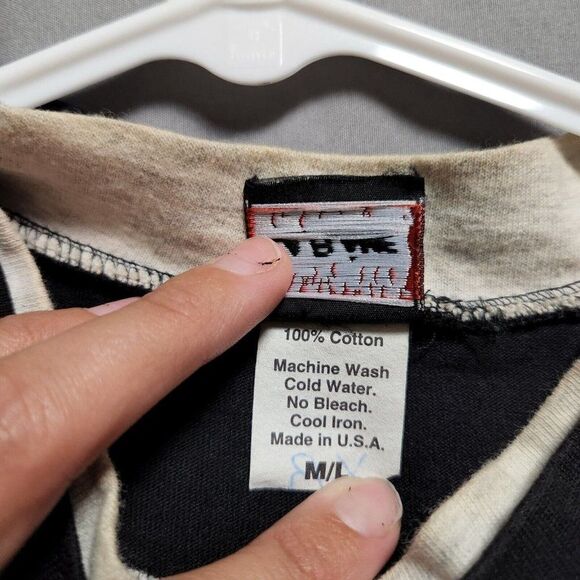 100% Cotton
Machine Wash
Cold Water.
No Bleach.
Cool Iron.
Made in U.S.A.
M/L